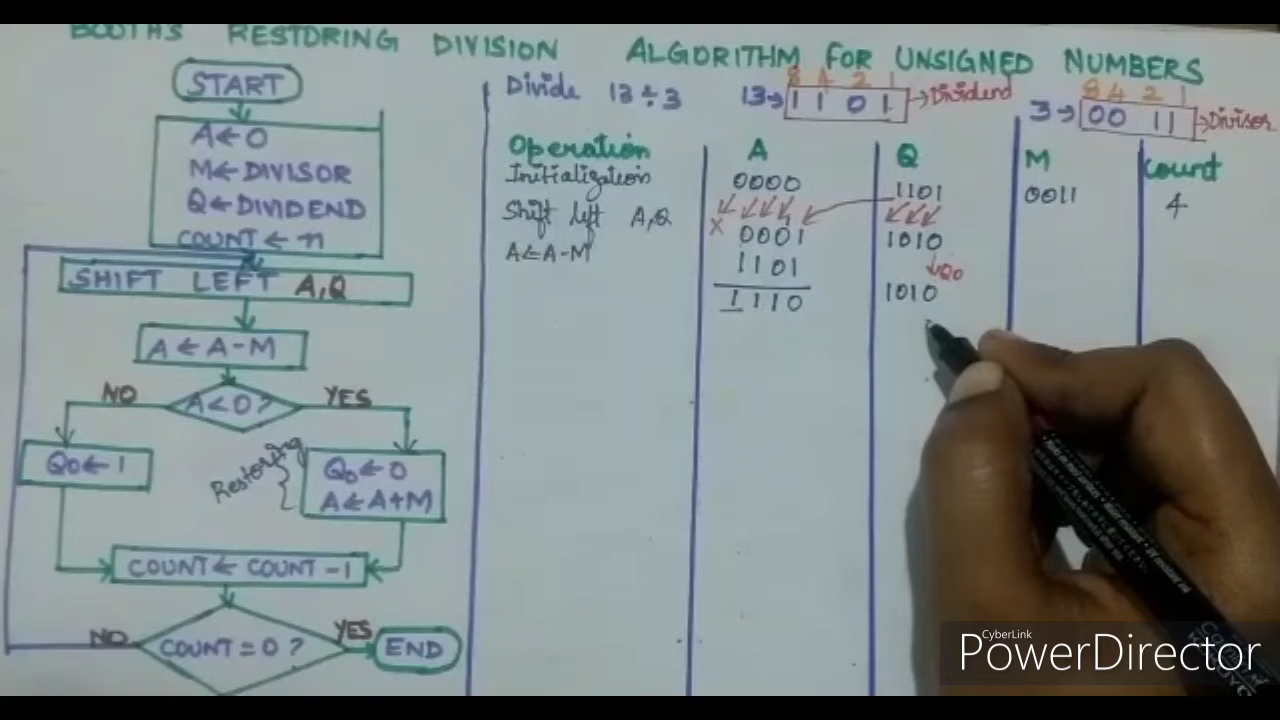 BOOTHS RESTORING DIVISION ALGORITHM FOR UNSIGNED NUMBERS
START
A ← 0
M ← DIVISOR
Q ← DIVIDEND
COUNT ← n
SHIFT LEFT A,Q
A ← A-M
A<0?
NO
YES
Q0 ← 1
Restoring
Q0 ← 0
A ← A+M
COUNT ← COUNT -1
COUNT = 0 ?
NO
YES
END
Divide 13 ÷ 3
8 4 2 1
13 → 1 1 0 1 → Dividend
8 4 2 1
3 → 00 11 → Divisor
Operation A Q M Count
Initialization 0000 1101 0011 4
Shift left A,Q
X 0001 1010
A ← A-M
1101
Q0
1110 1010
CyberLink
PowerDirector